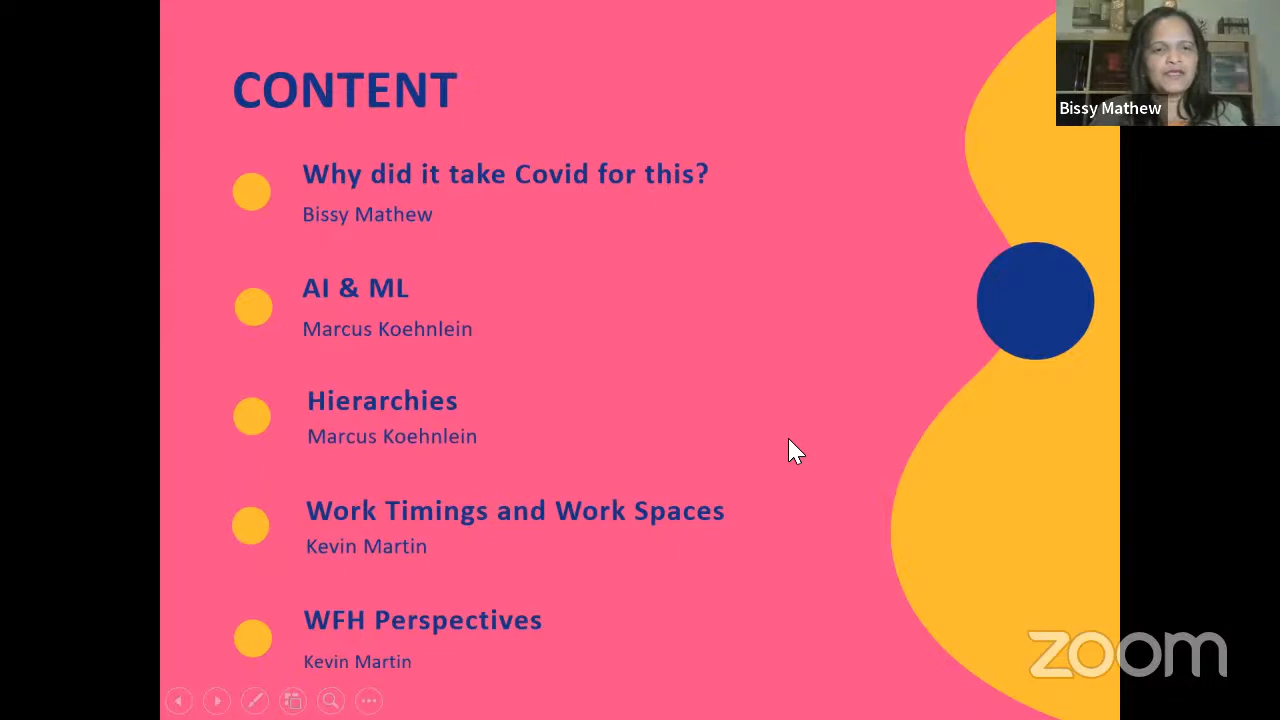 CONTENT
Bissy Mathew
Why did it take Covid for this?
Bissy Mathew
AI & ML
Marcus Koehnlein
Hierarchies
Marcus Koehnlein
Work Timings and Work Spaces
Kevin Martin
WFH Perspectives
Kevin Martin
zoom